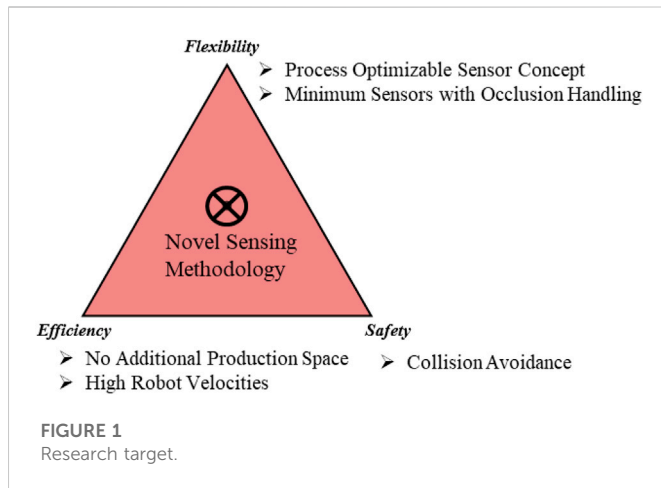 Flexibility
➢ Process Optimizable Sensor Concept
➢ Minimum Sensors with Occlusion Handling
Novel Sensing
Methodology
Efficiency
➢ No Additional Production Space
➢ High Robot Velocities
Safety
➢ Collision Avoidance
FIGURE 1
Research target.